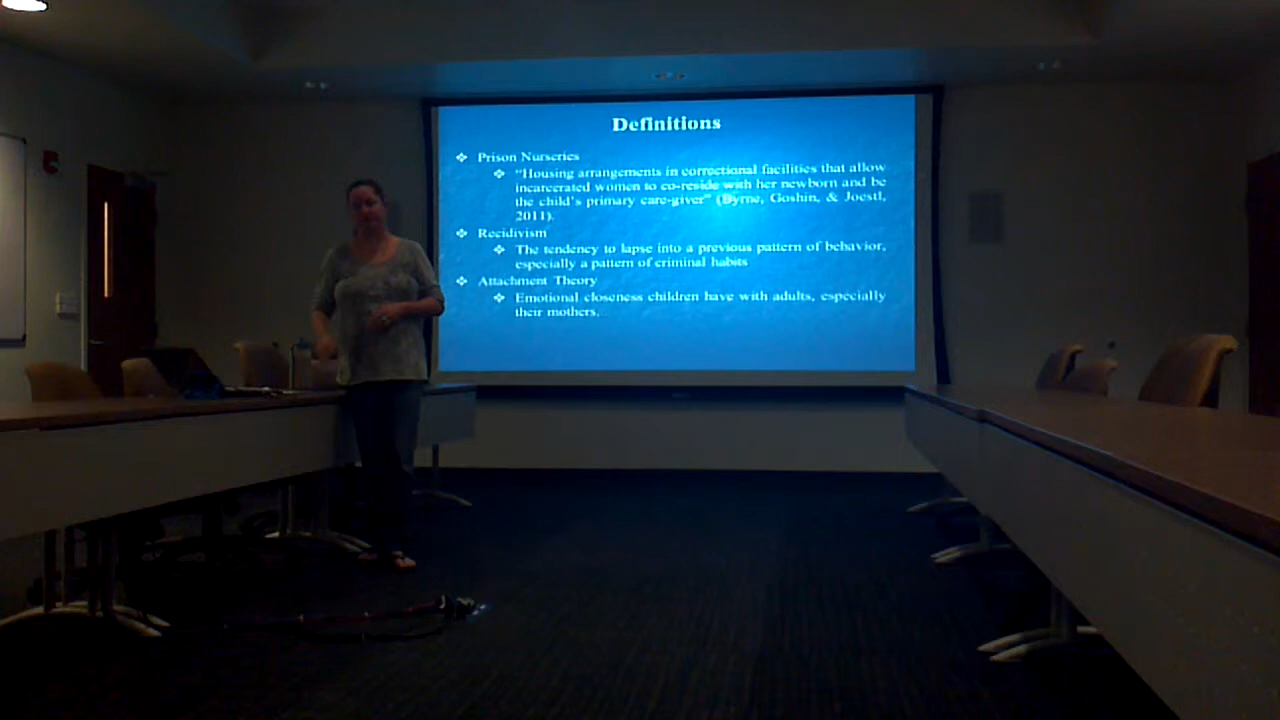 Definitions
❖ Prison Nurseries
❖ "Housing arrangements in correctional facilities that allow
incarcerated women to co-reside with her newborn and be
the child's primary care-giver" (Byrne, Goshin, & Joestl,
2011).
❖ Recidivism
❖ The tendency to lapse into a previous pattern of behavior,
especially a pattern of criminal habits
❖ Attachment Theory
❖ Emotional closeness children have with adults, especially
their mothers.